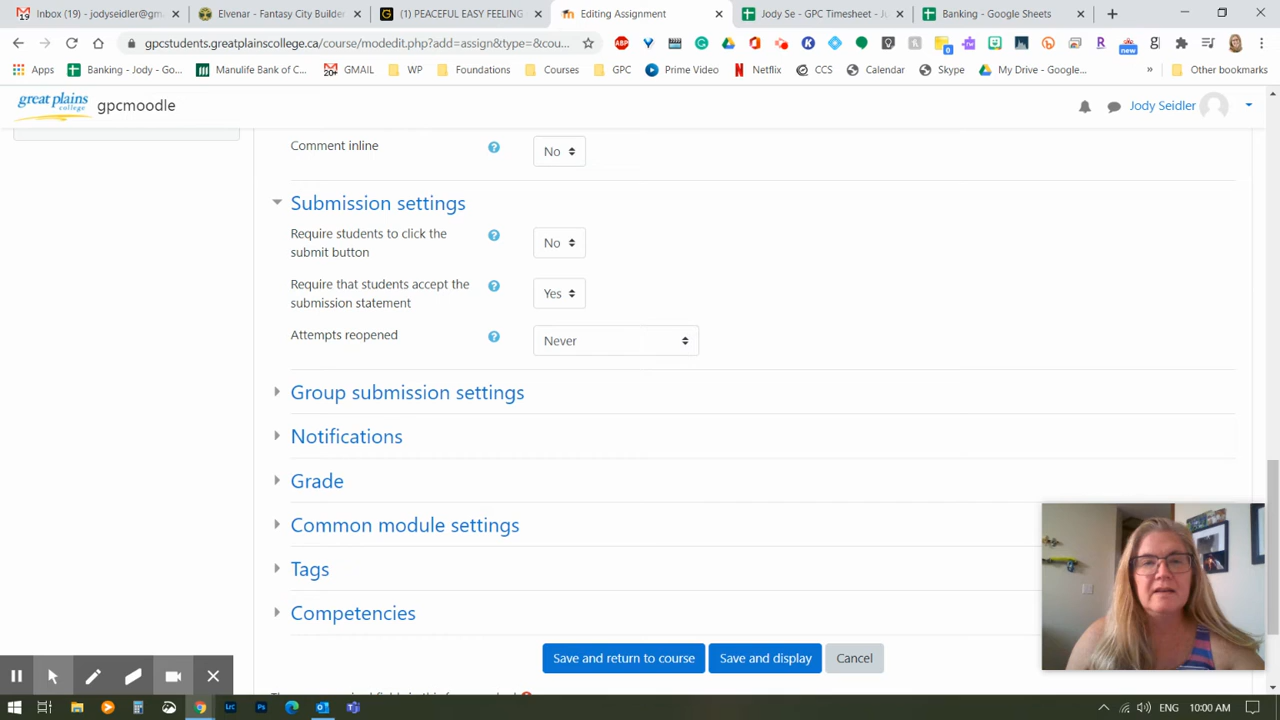 Inbox (19) - jodyseidler@gm
Elvenar - Fantasy City Builder
(1) PEACEFUL EASY FEELING
Editing Assignment
Jody Se - GPC Timesheet - Ju
Banking - Google Sheets
gpcstudents.greatplainscollege.ca/course/modedit.php?add=assign&type=&cou...
Apps
Banking - Jody - Go...
Manulife Bank of C...
GMAIL
WP
Foundations
Courses
GPC
Prime Video
Netflix
CCS
Calendar
Skype
My Drive - Google...
»
Other bookmarks
great plains college
gpcmoodle
Jody Seidler
Comment inline
No
Submission settings
Require students to click the
submit button
No
Require that students accept the
submission statement
Yes
Attempts reopened
Never
Group submission settings
Notifications
Grade
Common module settings
Tags
Competencies
Save and return to course
Save and display
Cancel
ENG
10:00 AM